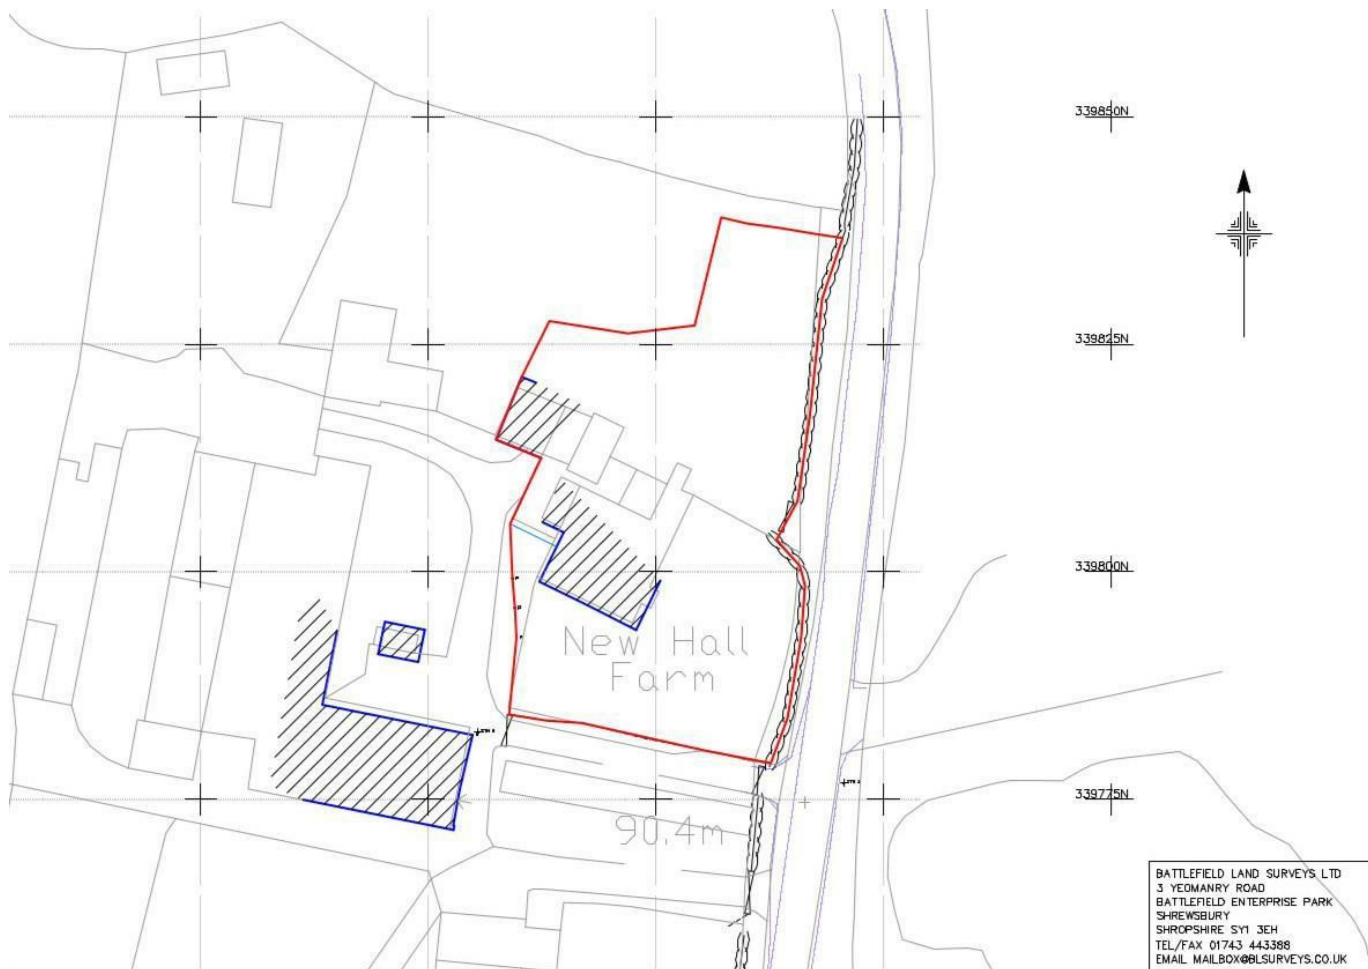 339850N
339825N
339800N
New Hall
Farm
339775N
90.4m
BATTLEFIELD LAND SURVEYS LTD
3 YEOMANRY ROAD
BATTLEFIELD ENTERPRISE PARK
SHREWSBURY
SHROPSHIRE SY1 3EH
TEL/FAX 01743 443388
EMAIL MAILBOX@BLSURVEYS.CO.UK